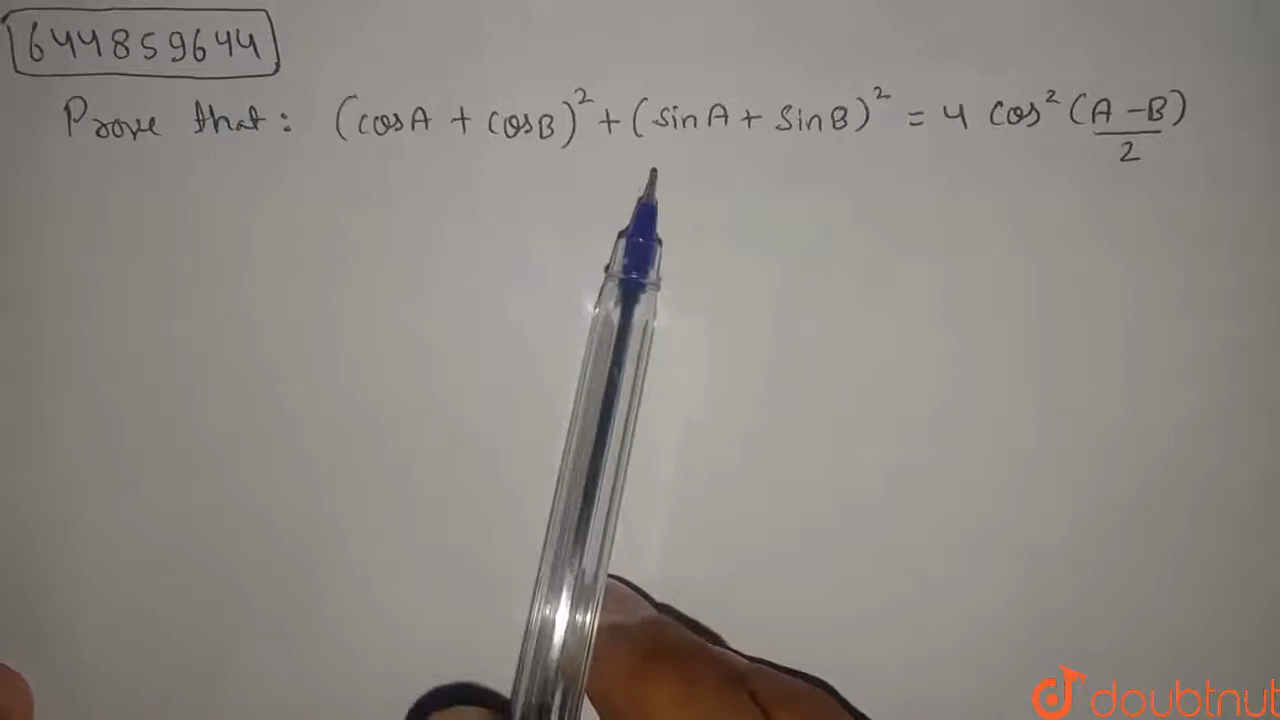 644859644
Prove that: (cosA + cosB)² + (sinA + sinB)² = 4 cos² (A-B)/2
doubtnut